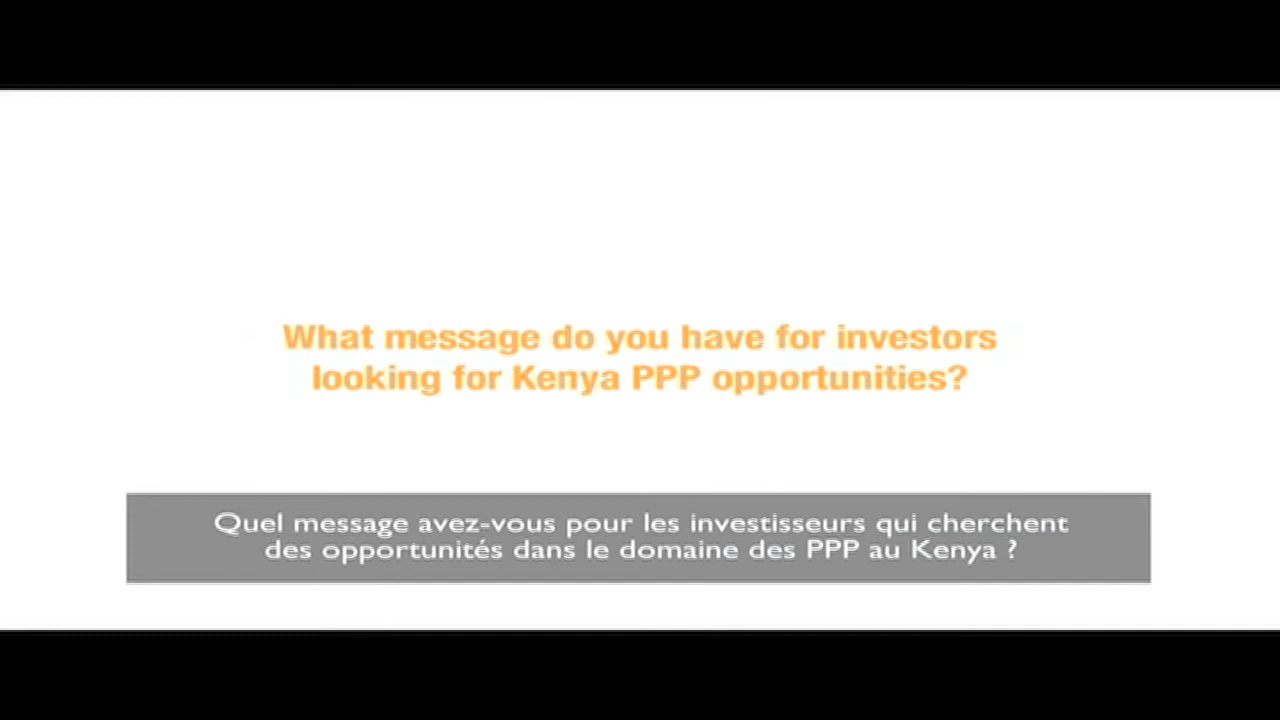 What message do you have for investors
looking for Kenya PPP opportunities?
Quel message avez-vous pour les investisseurs qui cherchent
des opportunités dans le domaine des PPP au Kenya ?